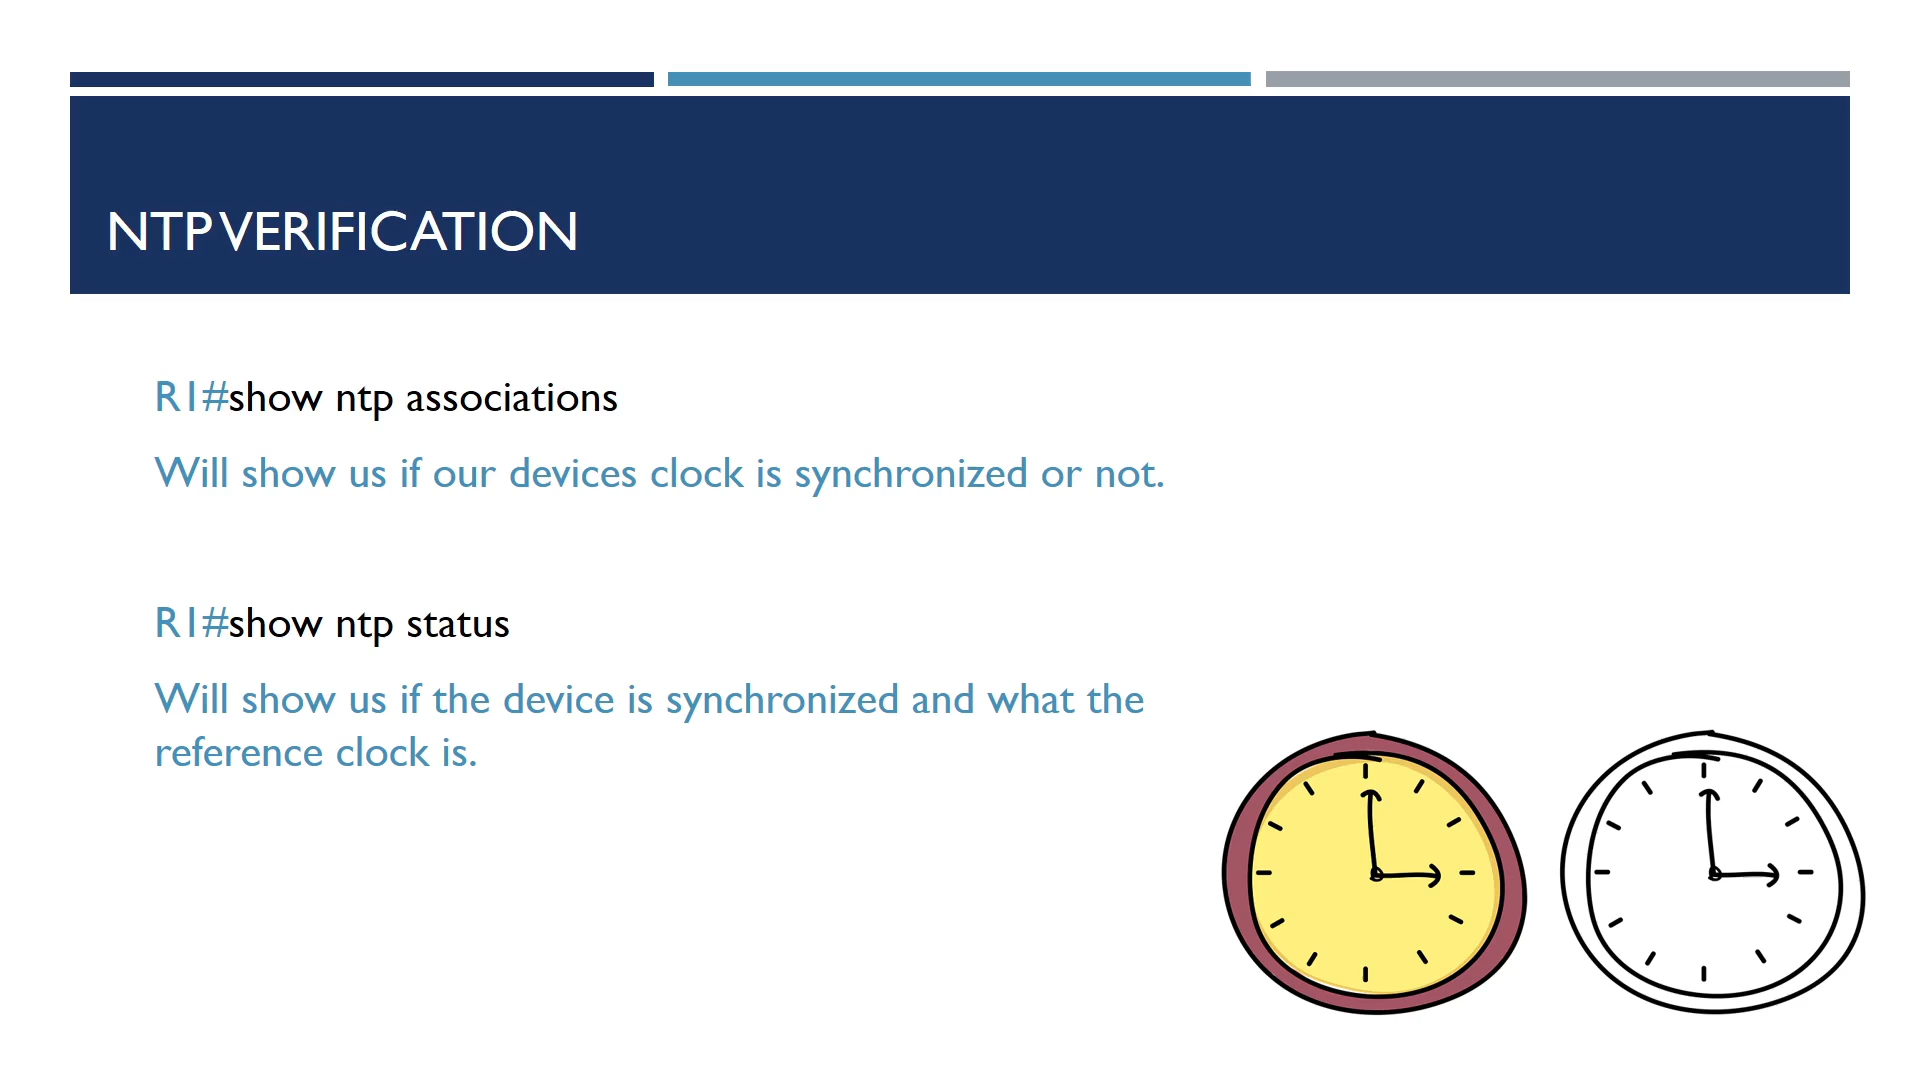 NTP VERIFICATION
R1#show ntp associations
Will show us if our devices clock is synchronized or not.
R1#show ntp status
Will show us if the device is synchronized and what the
reference clock is.